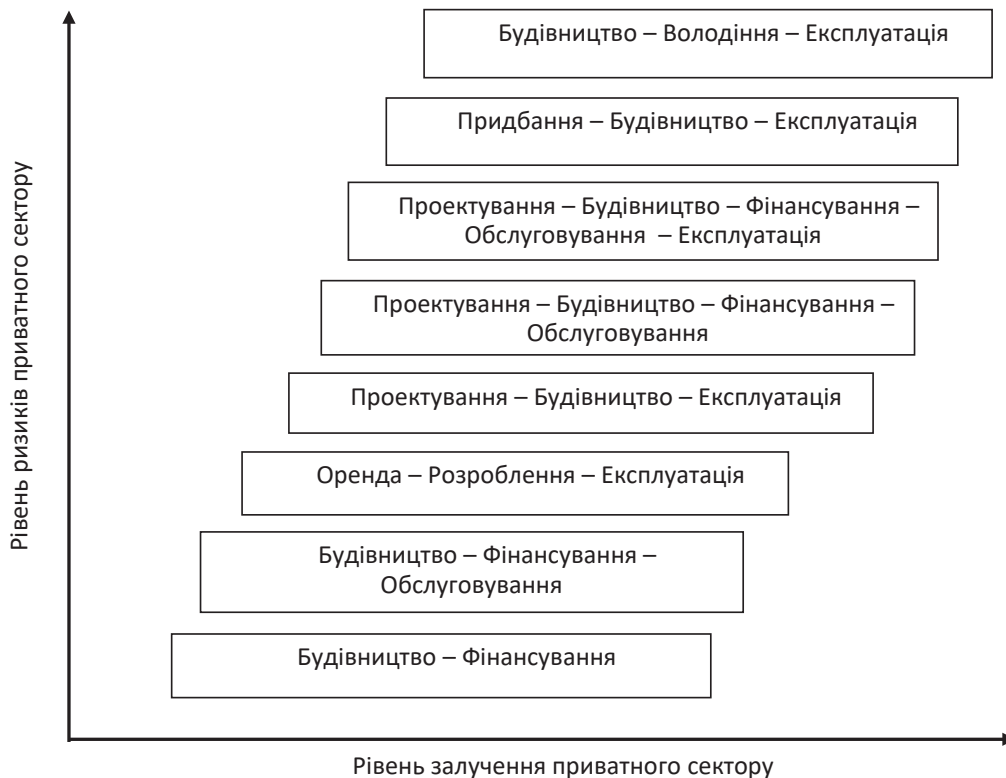 Будівництво – Володіння – Експлуатація
Придбання – Будівництво – Експлуатація
Проектування – Будівництво – Фінансування –
Обслуговування – Експлуатація
Проектування – Будівництво – Фінансування –
Обслуговування
Проектування – Будівництво – Експлуатація
Оренда – Розроблення – Експлуатація
Будівництво – Фінансування –
Обслуговування
Будівництво – Фінансування
Рівень ризиків приватного сектору
Рівень залучення приватного сектору